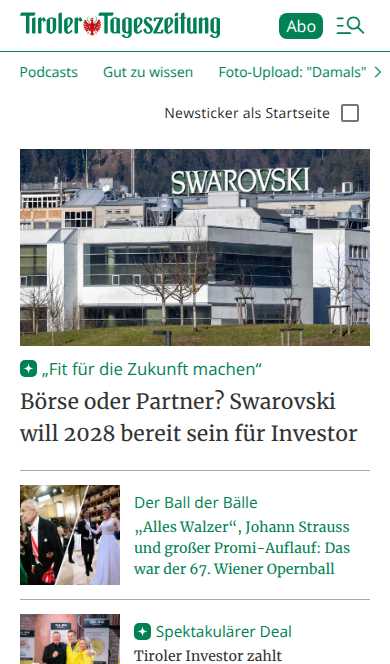 Tiroler Tageszeitung
Abo
Podcasts Gut zu wissen Foto-Upload: "Damals"
Newsticker als Startseite
SWAROVSKI
„Fit für die Zukunft machen“
Börse oder Partner? Swarovski
will 2028 bereit sein für Investor
Der Ball der Bälle
„Alles Walzer“, Johann Strauss
und großer Promi-Auflauf: Das
war der 67. Wiener Opernball
Spektakulärer Deal
Tiroler Investor zahlt